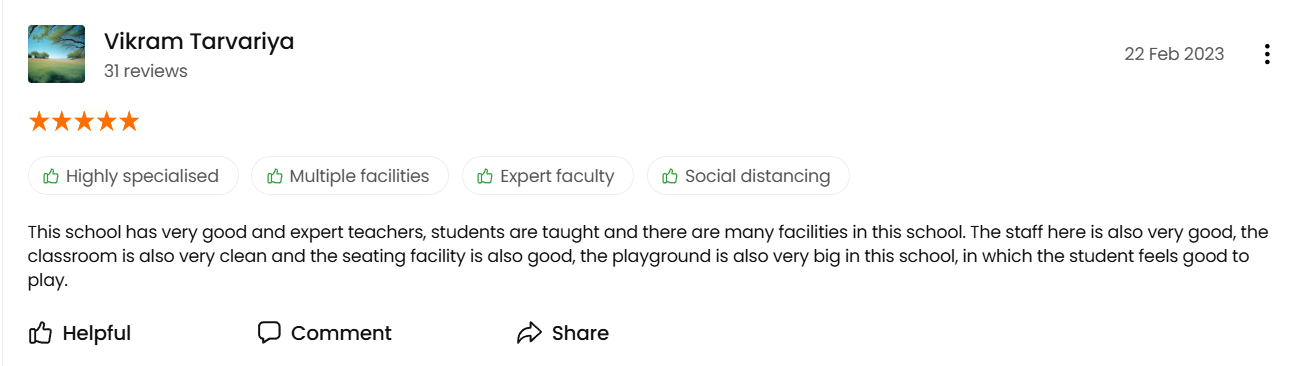 Vikram Tarvariya
31 reviews
22 Feb 2023
Highly specialised
Multiple facilities
Expert faculty
Social distancing
This school has very good and expert teachers, students are taught and there are many facilities in this school. The staff here is also very good, the
classroom is also very clean and the seating facility is also good, the playground is also very big in this school, in which the student feels good to
play.
Helpful
Comment
Share